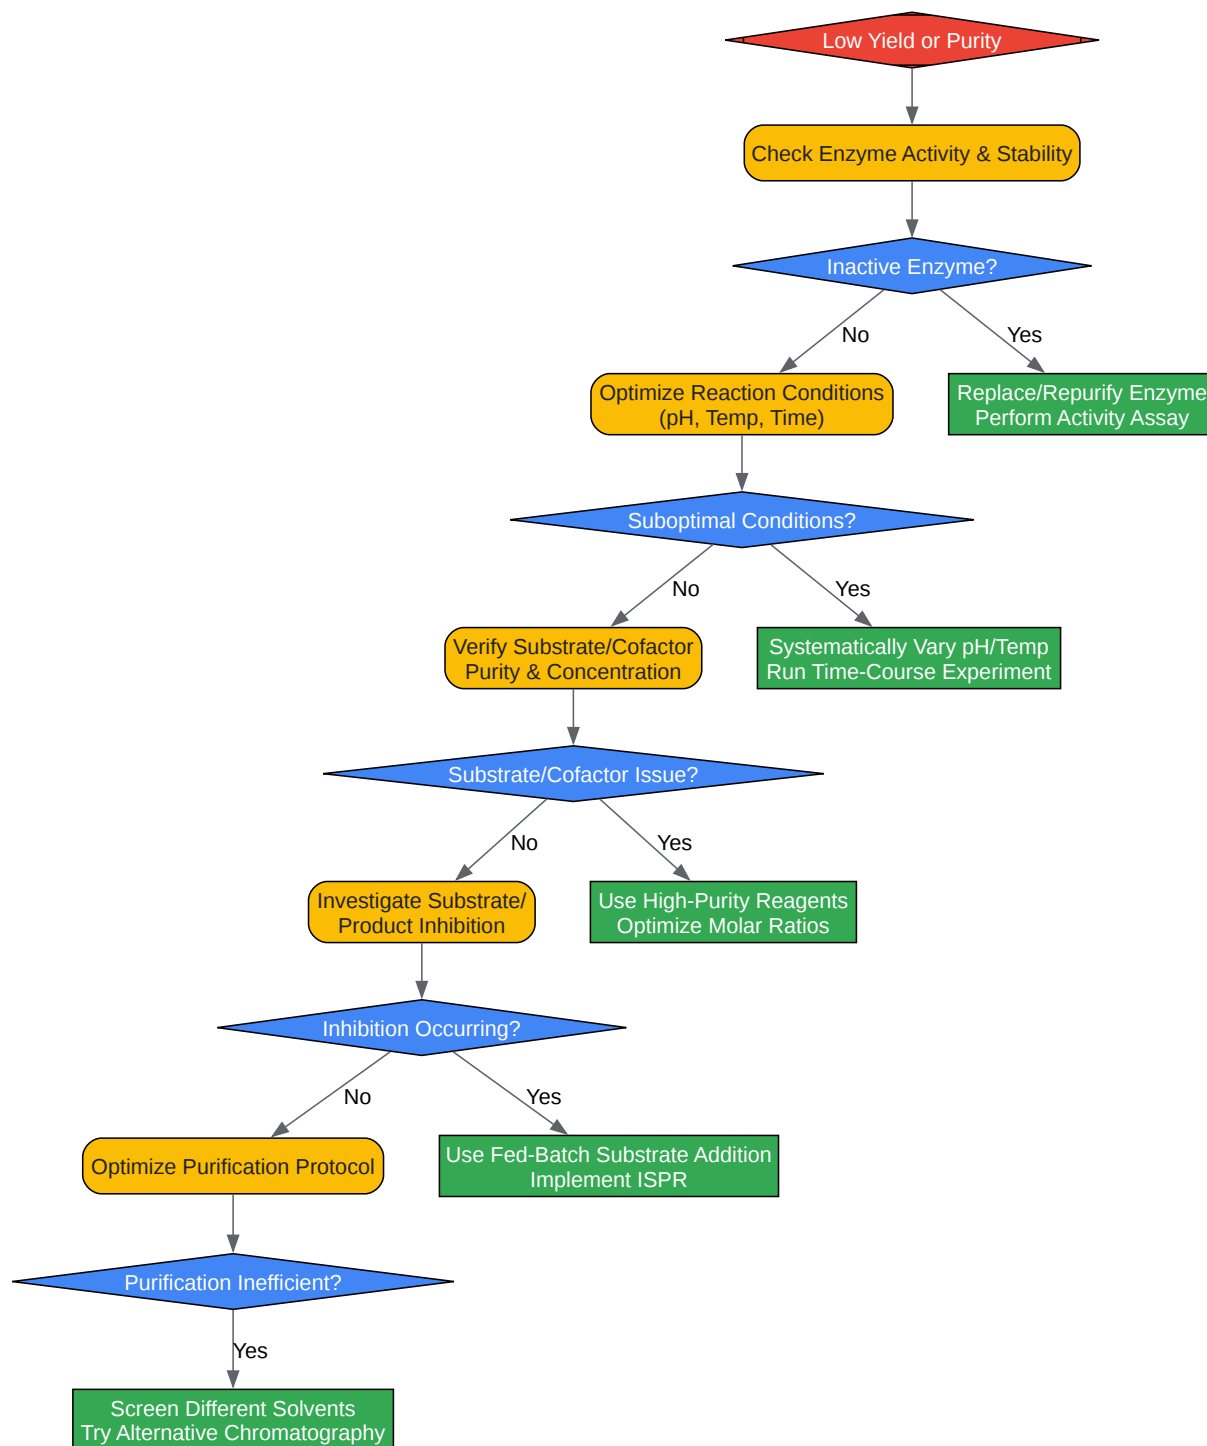 Low Yield or Purity
Check Enzyme Activity & Stability
Inactive Enzyme?
No
Yes
Optimize Reaction Conditions
(pH, Temp, Time)
Replace/Repurify Enzyme
Perform Activity Assay
Suboptimal Conditions?
No
Yes
Verify Substrate/Cofactor
Purity & Concentration
Systematically Vary pH/Temp
Run Time-Course Experiment
Substrate/Cofactor Issue?
No
Yes
Investigate Substrate/
Product Inhibition
Use High-Purity Reagents
Optimize Molar Ratios
Inhibition Occurring?
No
Yes
Optimize Purification Protocol
Use Fed-Batch Substrate Addition
Implement ISPR
Purification Inefficient?
Yes
Screen Different Solvents
Try Alternative Chromatography